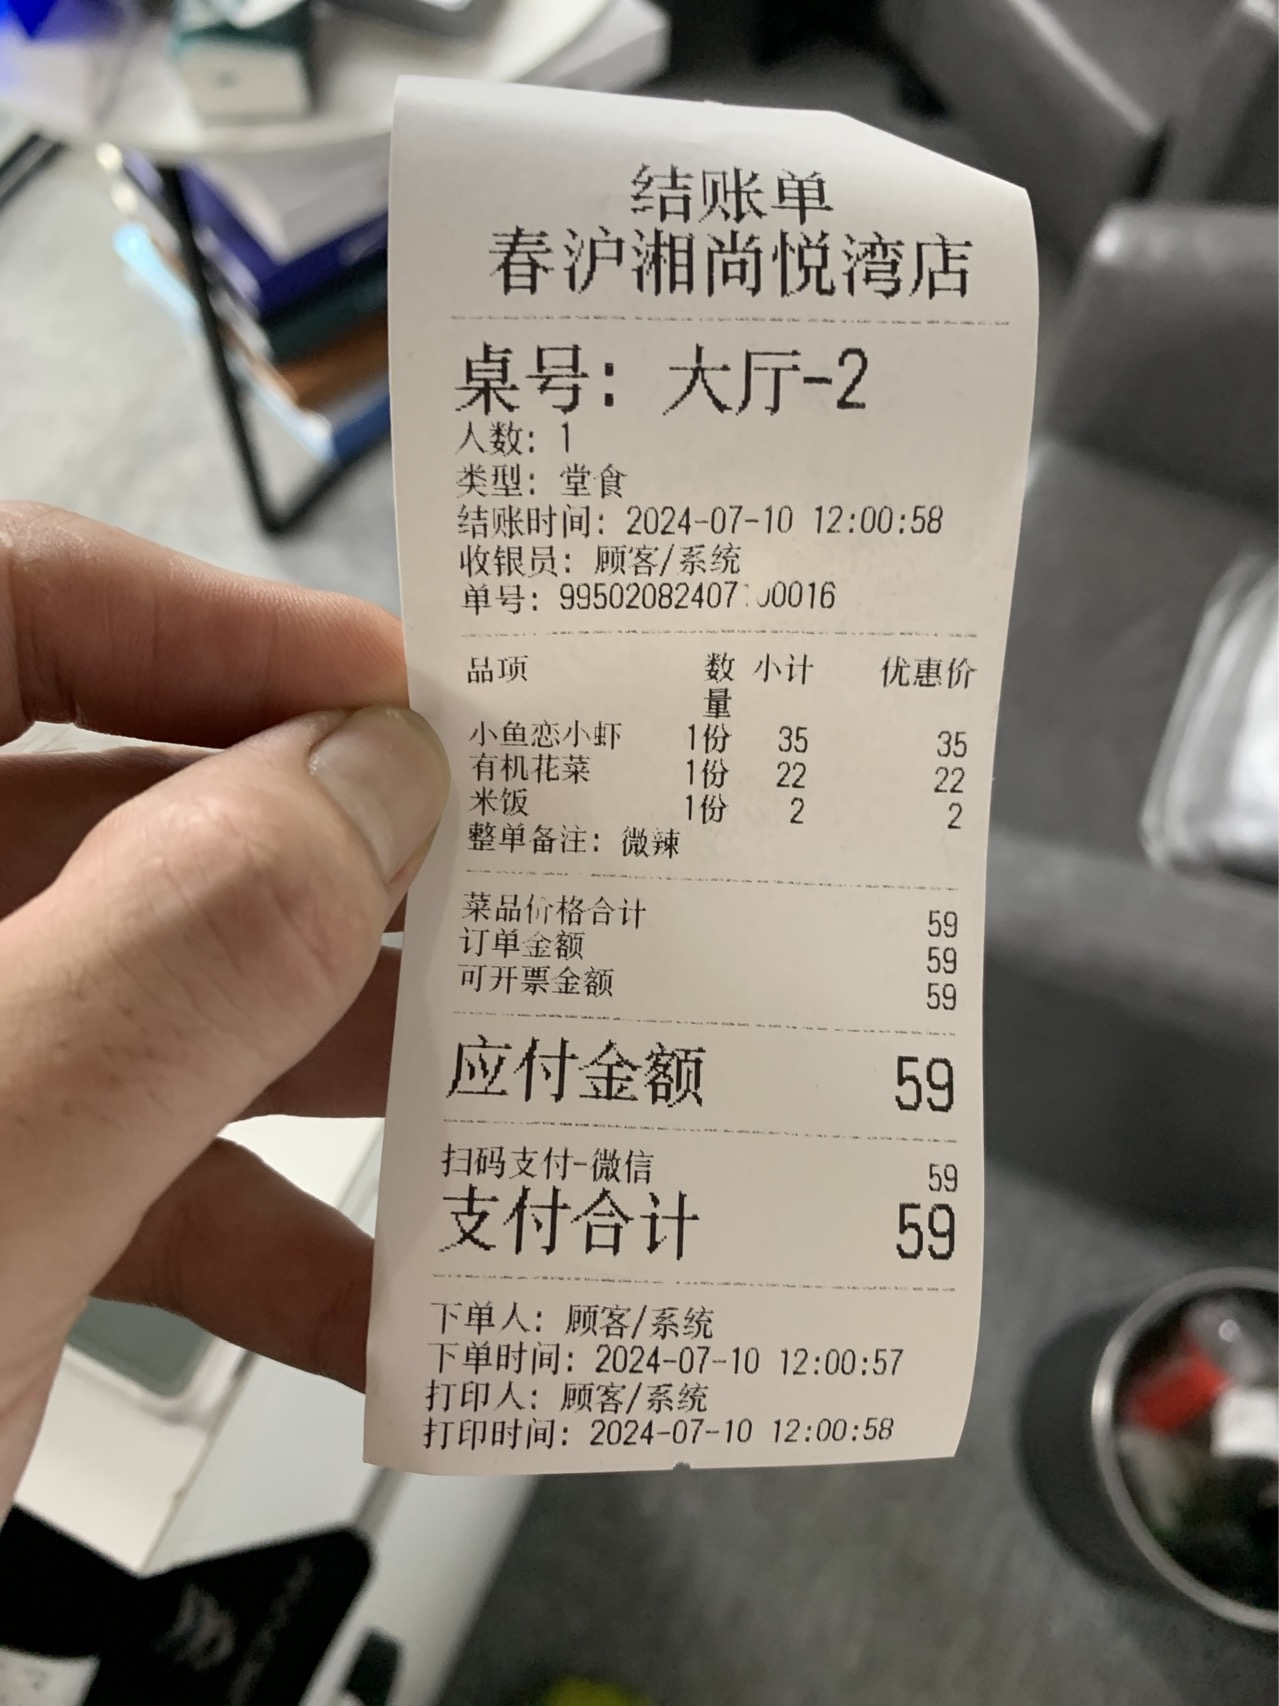 结账单
春沪湘尚悦湾店
桌号: 大厅-2
人数: 1
类型: 堂食
结账时间: 2024-07-10 12:00:58
收银员: 顾客/系统
单号:
品项 数量 小计 优惠价
小鱼恋小虾 1份 35 35
有机花菜 1份 22 22
米饭 1份 2 2
整单备注: 微辣
菜品价格合计 59
订单金额 59
可开票金额 59
应付金额 59
扫码支付-微信 59
支付合计 59
下单人: 顾客/系统
下单时间: 2024-07-10 12:00:57
打印人: 顾客/系统
打印时间: 2024-07-10 12:00:58